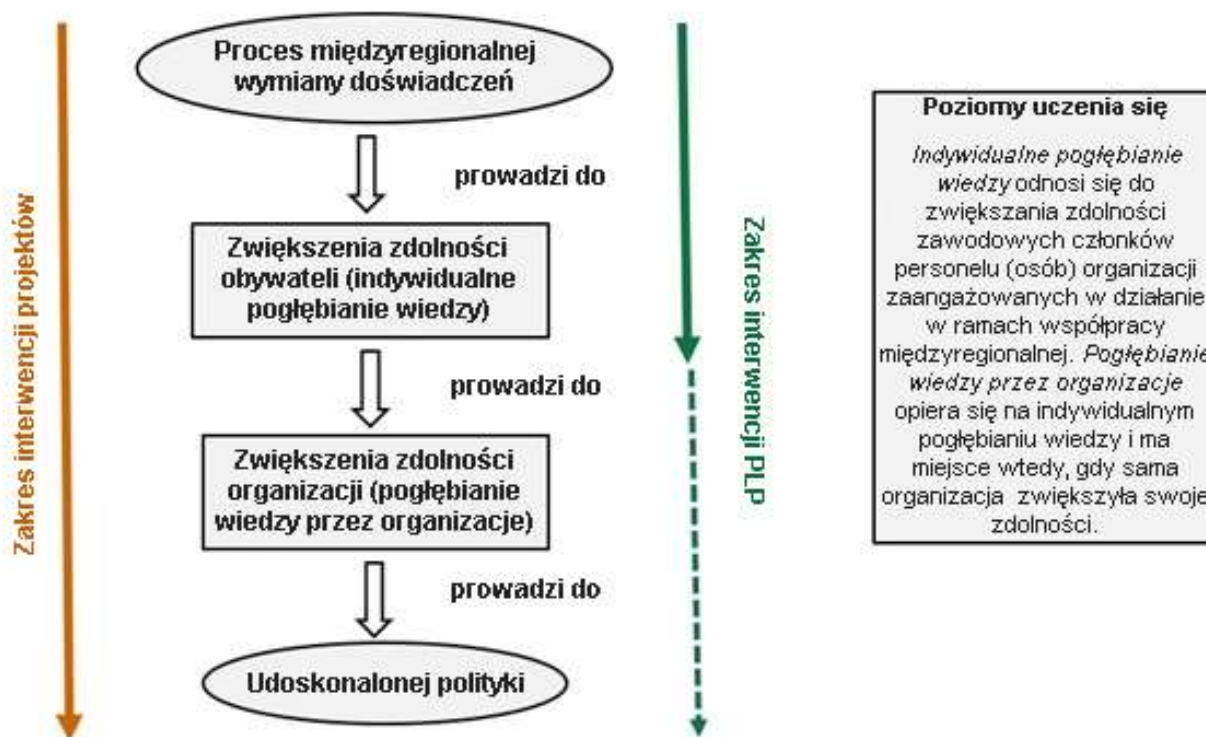 Zakres interwencji projektów
Proces międzyregionalnej
wymiany doświadczeń
prowadzi do
Zwiększenia zdolności
obywateli (indywidualne
pogłębianie wiedzy)
prowadzi do
Zwiększenia zdolności
organizacji (pogłębianie
wiedzy przez organizacje)
prowadzi do
Udoskonalonej polityki
Zakres interwencji PLP
Poziomy uczenia się
Indywidualne pogłębianie
wiedzy odnosi się do
zwiększania zdolności
zawodowych członków
personelu (osób) organizacji
zaangażowanych w działanie
w ramach współpracy
międzyregionalnej. Pogłębianie
wiedzy przez organizacje
opiera się na indywidualnym
pogłębianiu wiedzy i ma
miejsce wtedy, gdy sama
organizacja zwiększyła swoje
zdolności.